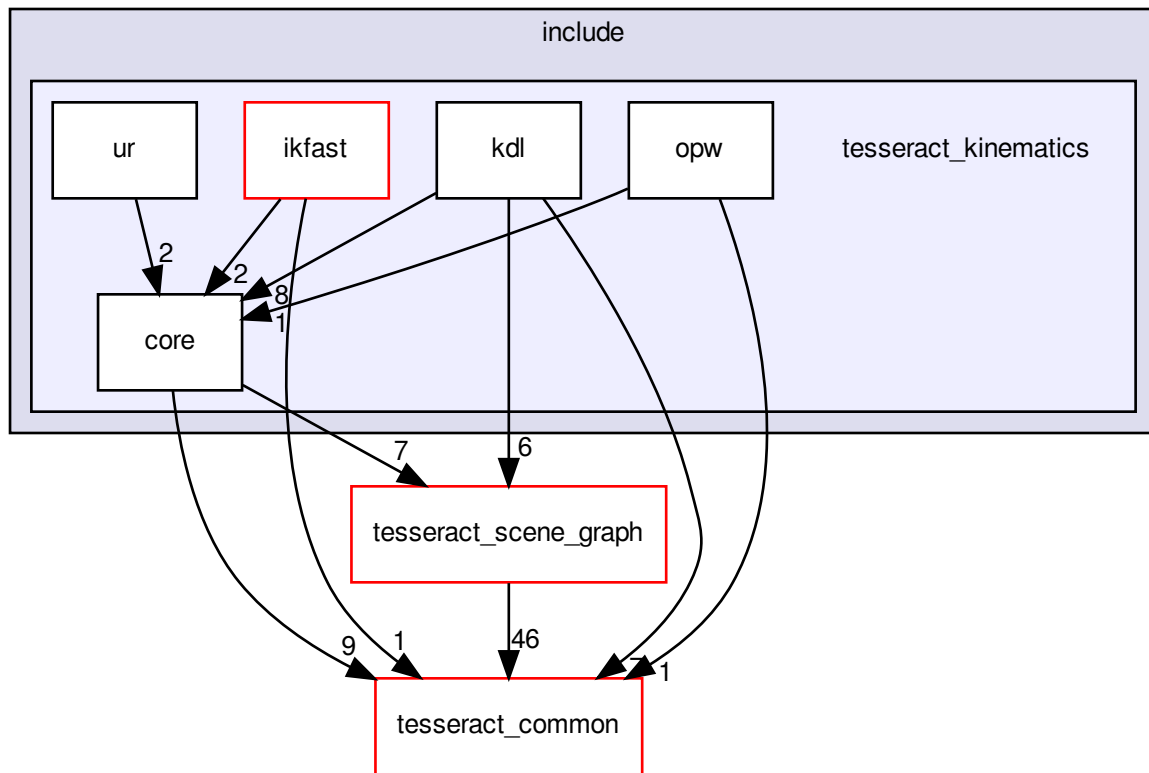 include
ur
ikfast
kdl
opw
tesseract_kinematics
2
2
8
1
core
7
6
tesseract_scene_graph
9
1
46
1
tesseract_common